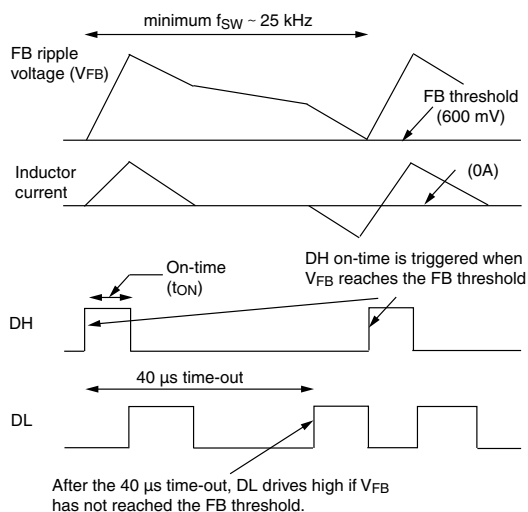 minimum fSW ~ 25 kHz
FB ripple
voltage (VFB)
FB threshold
(600 mV)
Inductor
current
(0A)
DH on-time is triggered when
VFB reaches the FB threshold
On-time
(tON)
DH
40 µs time-out
DL
After the 40 µs time-out, DL drives high if VFB
has not reached the FB threshold.